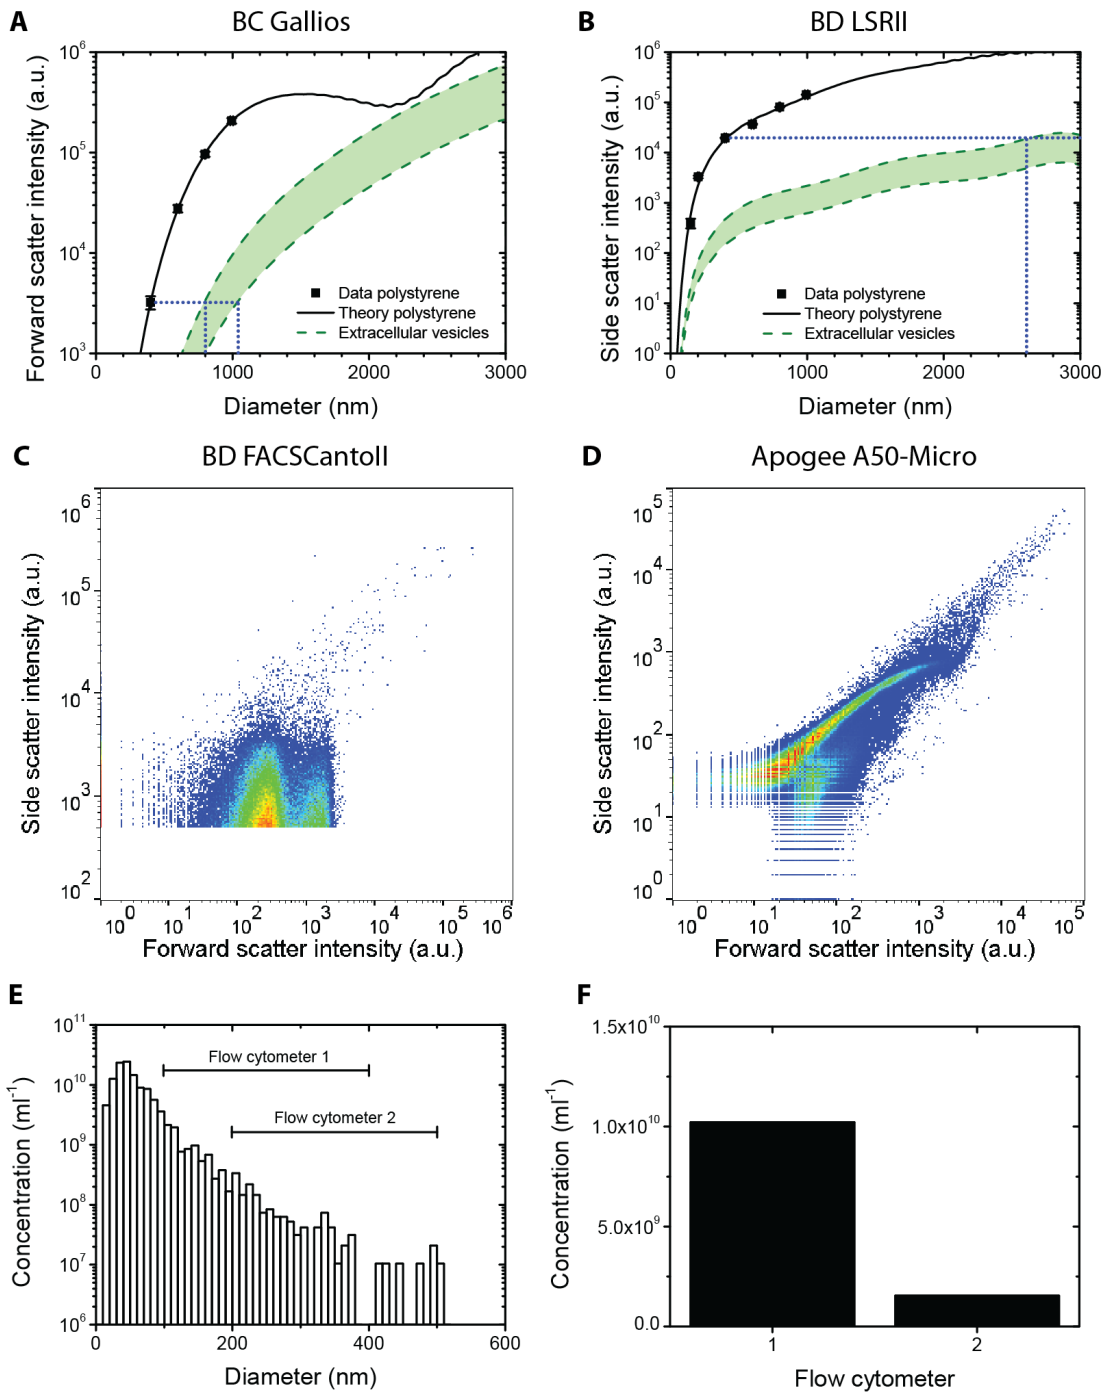 A BC Gallios
Forward scatter intensity (a.u.)
10^6
10^5
10^4
10^3
Data polystyrene
Theory polystyrene
Extracellular vesicles
0 1000 2000 3000
Diameter (nm)
B BD LSRII
Side scatter intensity (a.u.)
10^6
10^5
10^4
10^3
10^2
10^1
10^0
Data polystyrene
Theory polystyrene
Extracellular vesicles
0 1000 2000 3000
Diameter (nm)
C BD FACSCantoII
Side scatter intensity (a.u.)
10^6
10^5
10^4
10^3
10^2
10^0 10^1 10^2 10^3 10^4 10^5 10^6
Forward scatter intensity (a.u.)
D Apogee A50-Micro
Side scatter intensity (a.u.)
10^5
10^4
10^3
10^2
10^1
10^0
10^0 10^1 10^2 10^3 10^4 10^5
Forward scatter intensity (a.u.)
E
Concentration (ml^-1)
10^11
10^10
10^9
10^8
10^7
10^6
Flow cytometer 1
Flow cytometer 2
0 200 400 600
Diameter (nm)
F
Concentration (ml^-1)
1.5x10^10
1.0x10^10
5.0x10^9
0.0
1 2
Flow cytometer